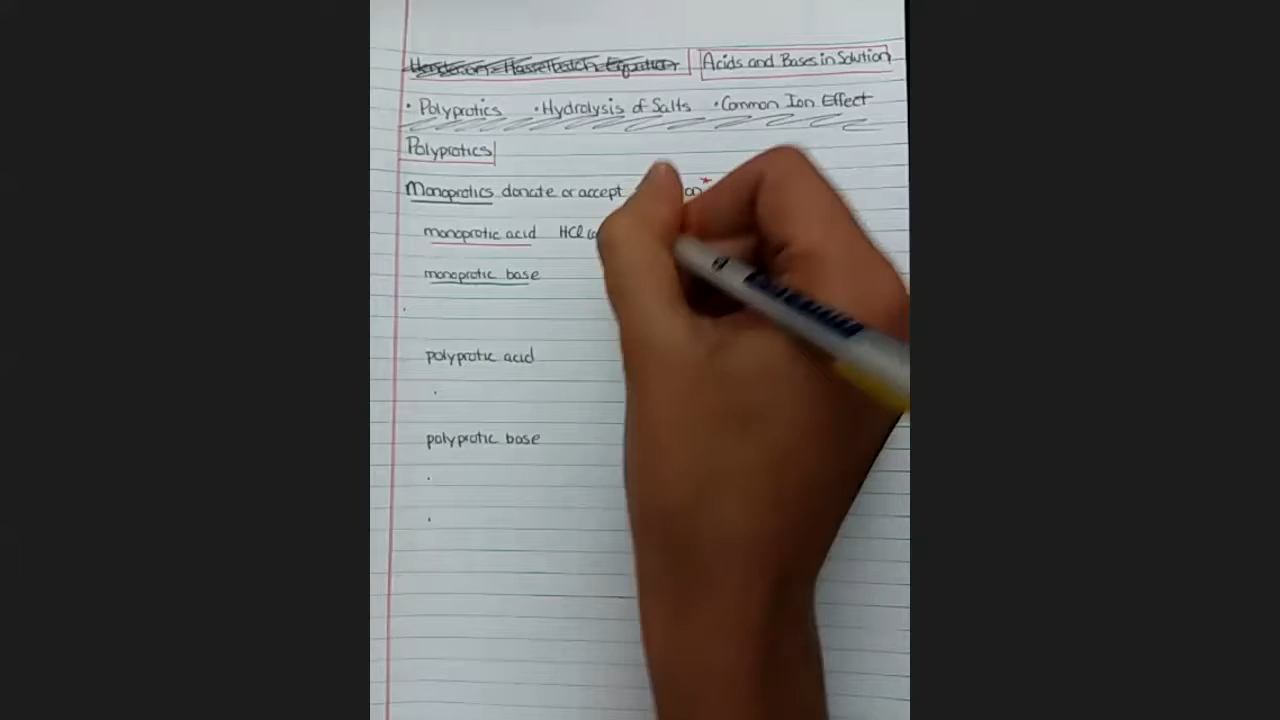 Henderson-Hasselbalch Equation Acids and Bases in Solution
• Polyprotics • Hydrolysis of Salts • Common Ion Effect
Polyprotics
Monoprotics donate or accept
monoprotic acid HCl
monoprotic base
polyprotic acid
polyprotic base